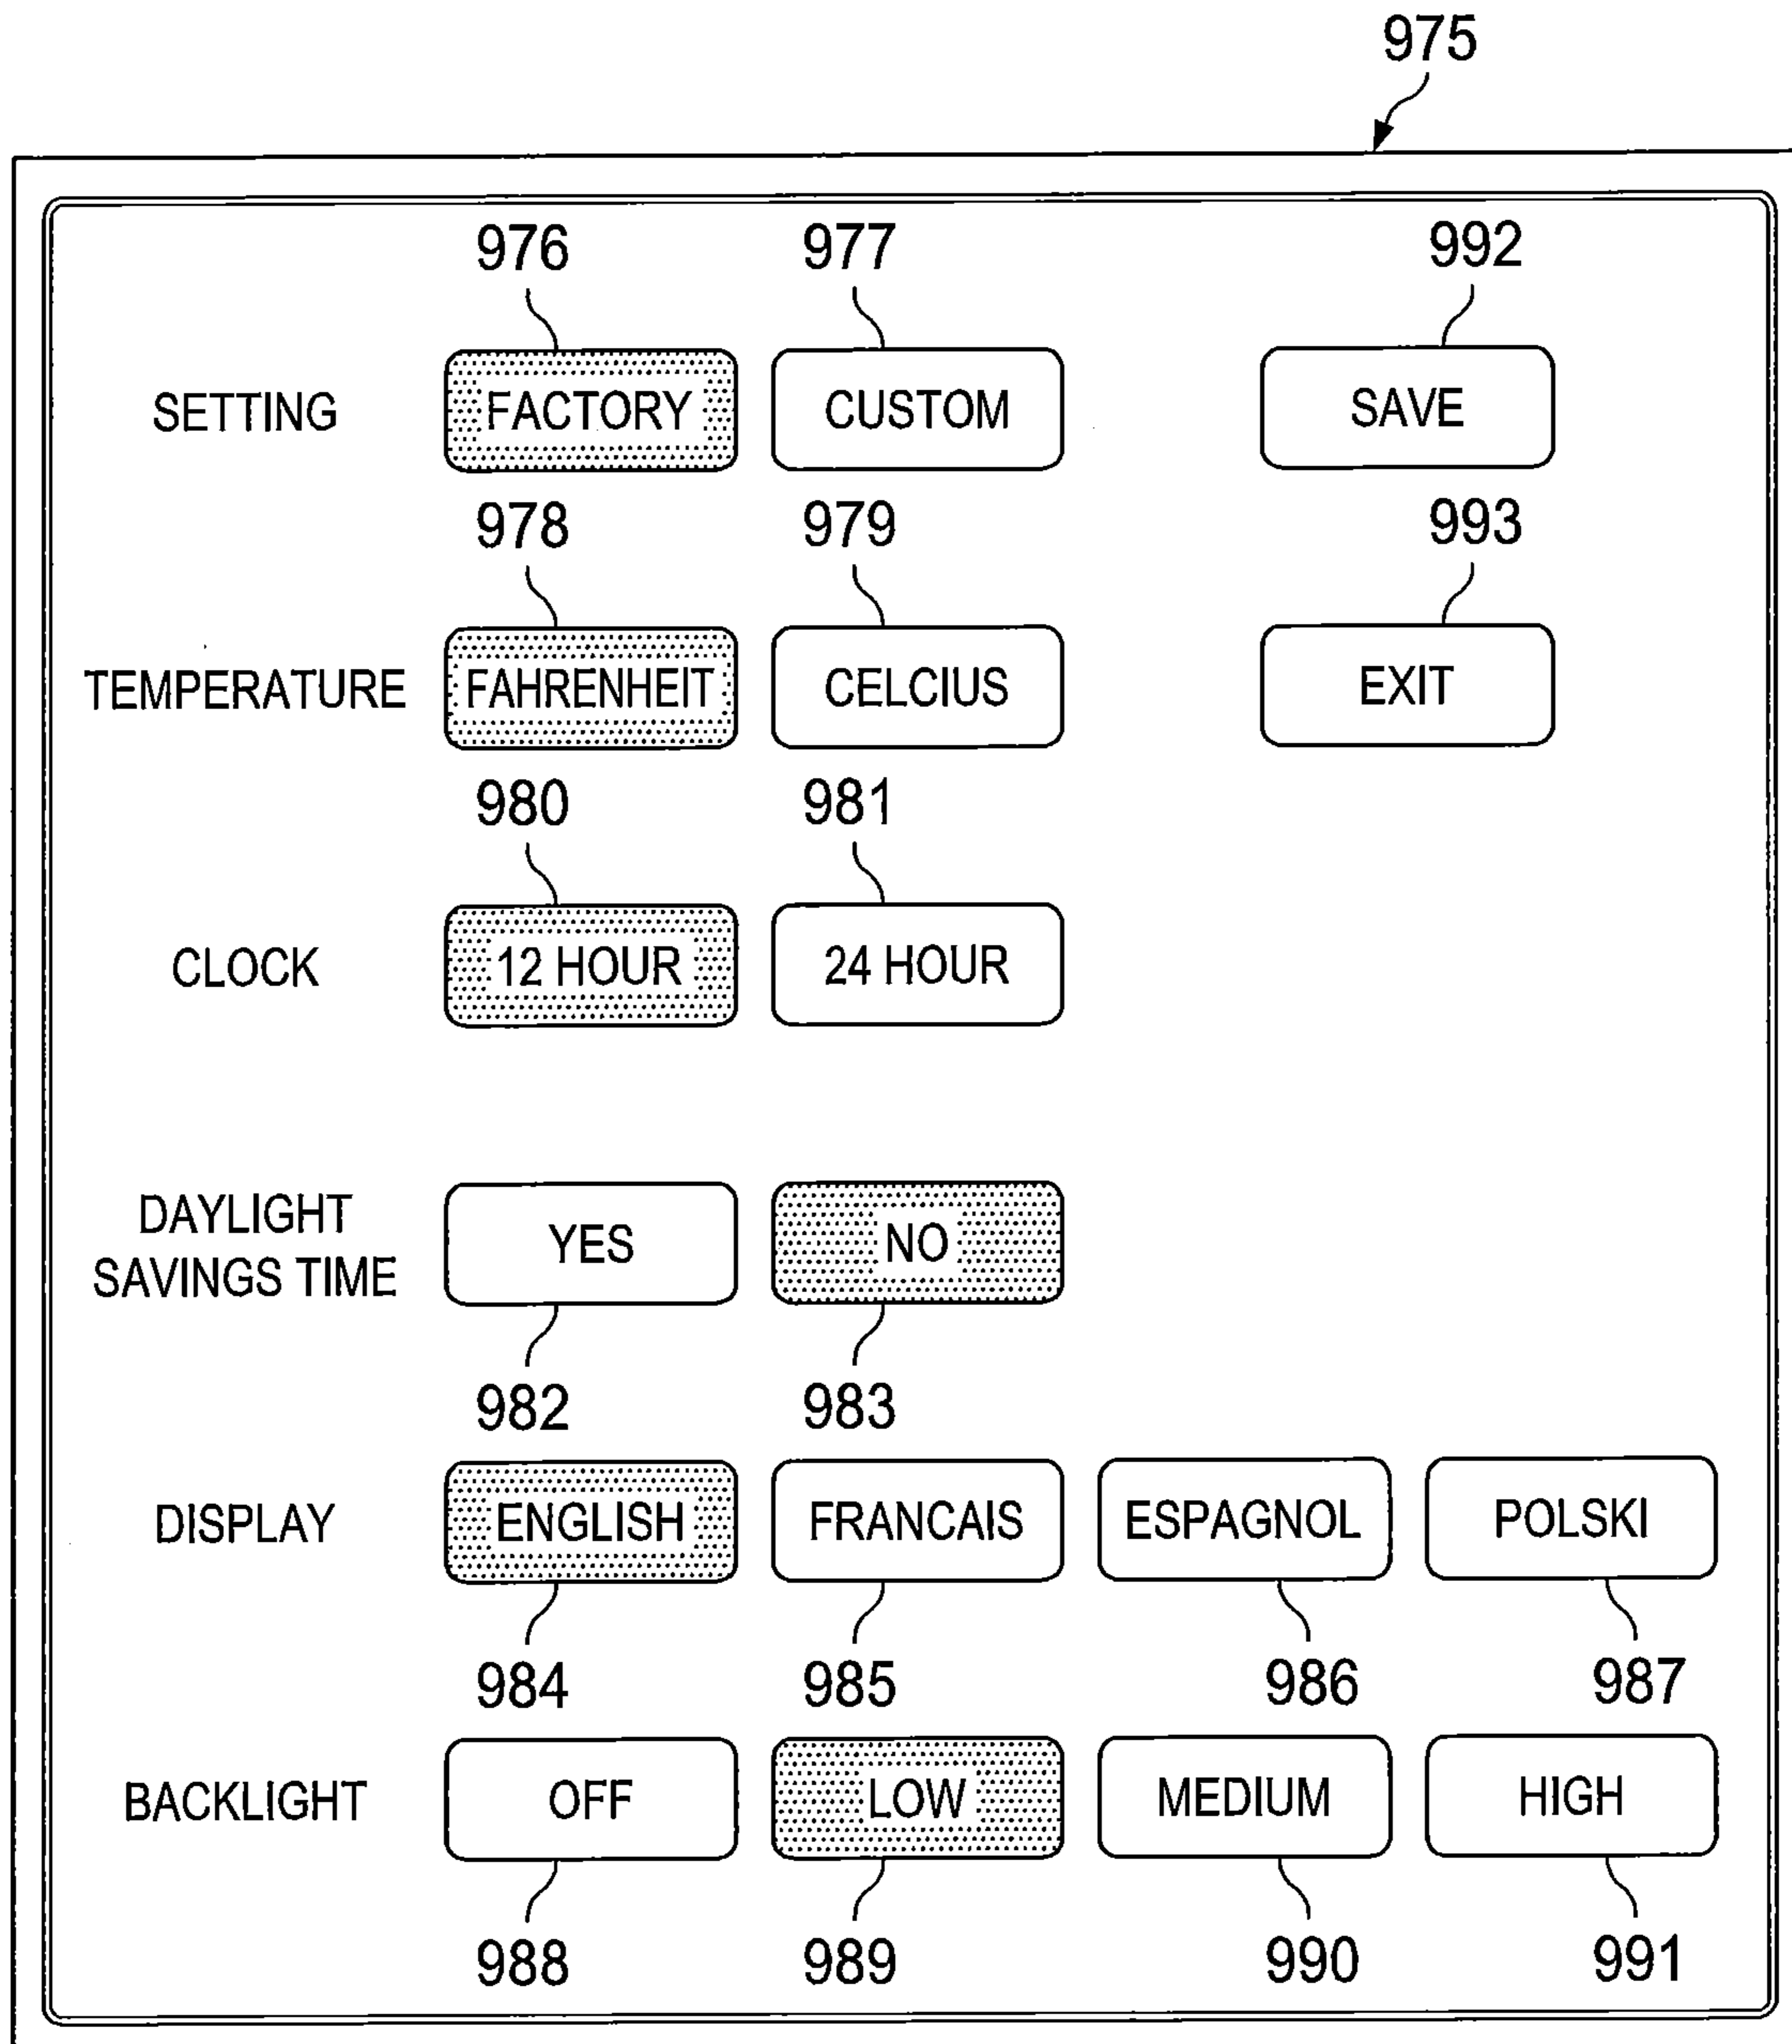 975
976 977 992
SETTING FACTORY CUSTOM SAVE
978 979 993
TEMPERATURE FAHRENHEIT CELCIUS EXIT
980 981
CLOCK 12 HOUR 24 HOUR
DAYLIGHT
SAVINGS TIME YES NO
982 983
DISPLAY ENGLISH FRANCAIS ESPAGNOL POLSKI
984 985 986 987
BACKLIGHT OFF LOW MEDIUM HIGH
988 989 990 991